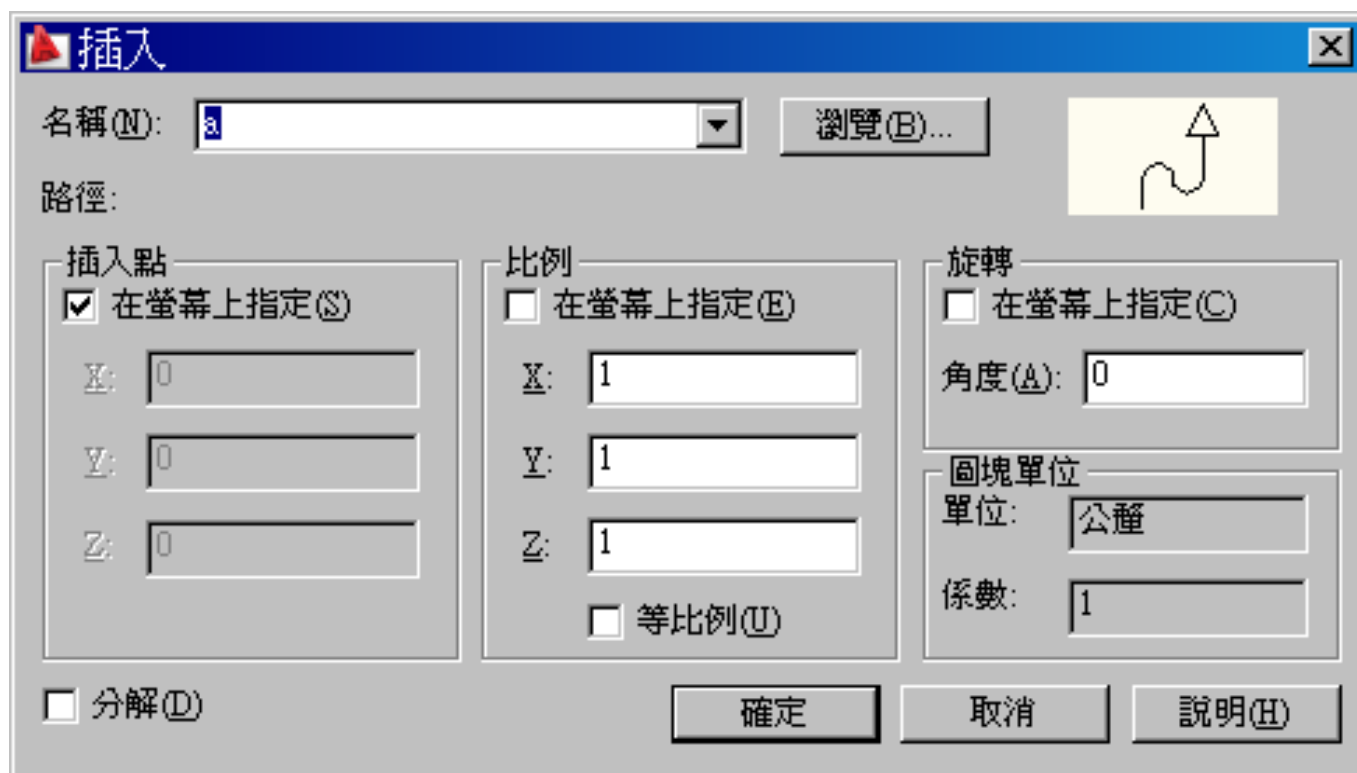 插入
名稱(N): a 瀏覽(B)...
路徑:
插入點 比例 旋轉
在螢幕上指定(S) 在螢幕上指定(E) 在螢幕上指定(C)
X: 0 X: 1 角度(A): 0
Y: 0 Y: 1
圖塊單位
單位: 公釐
Z: 0 Z: 1
係數: 1
等比例(U)
分解(D) 確定 取消 說明(H)